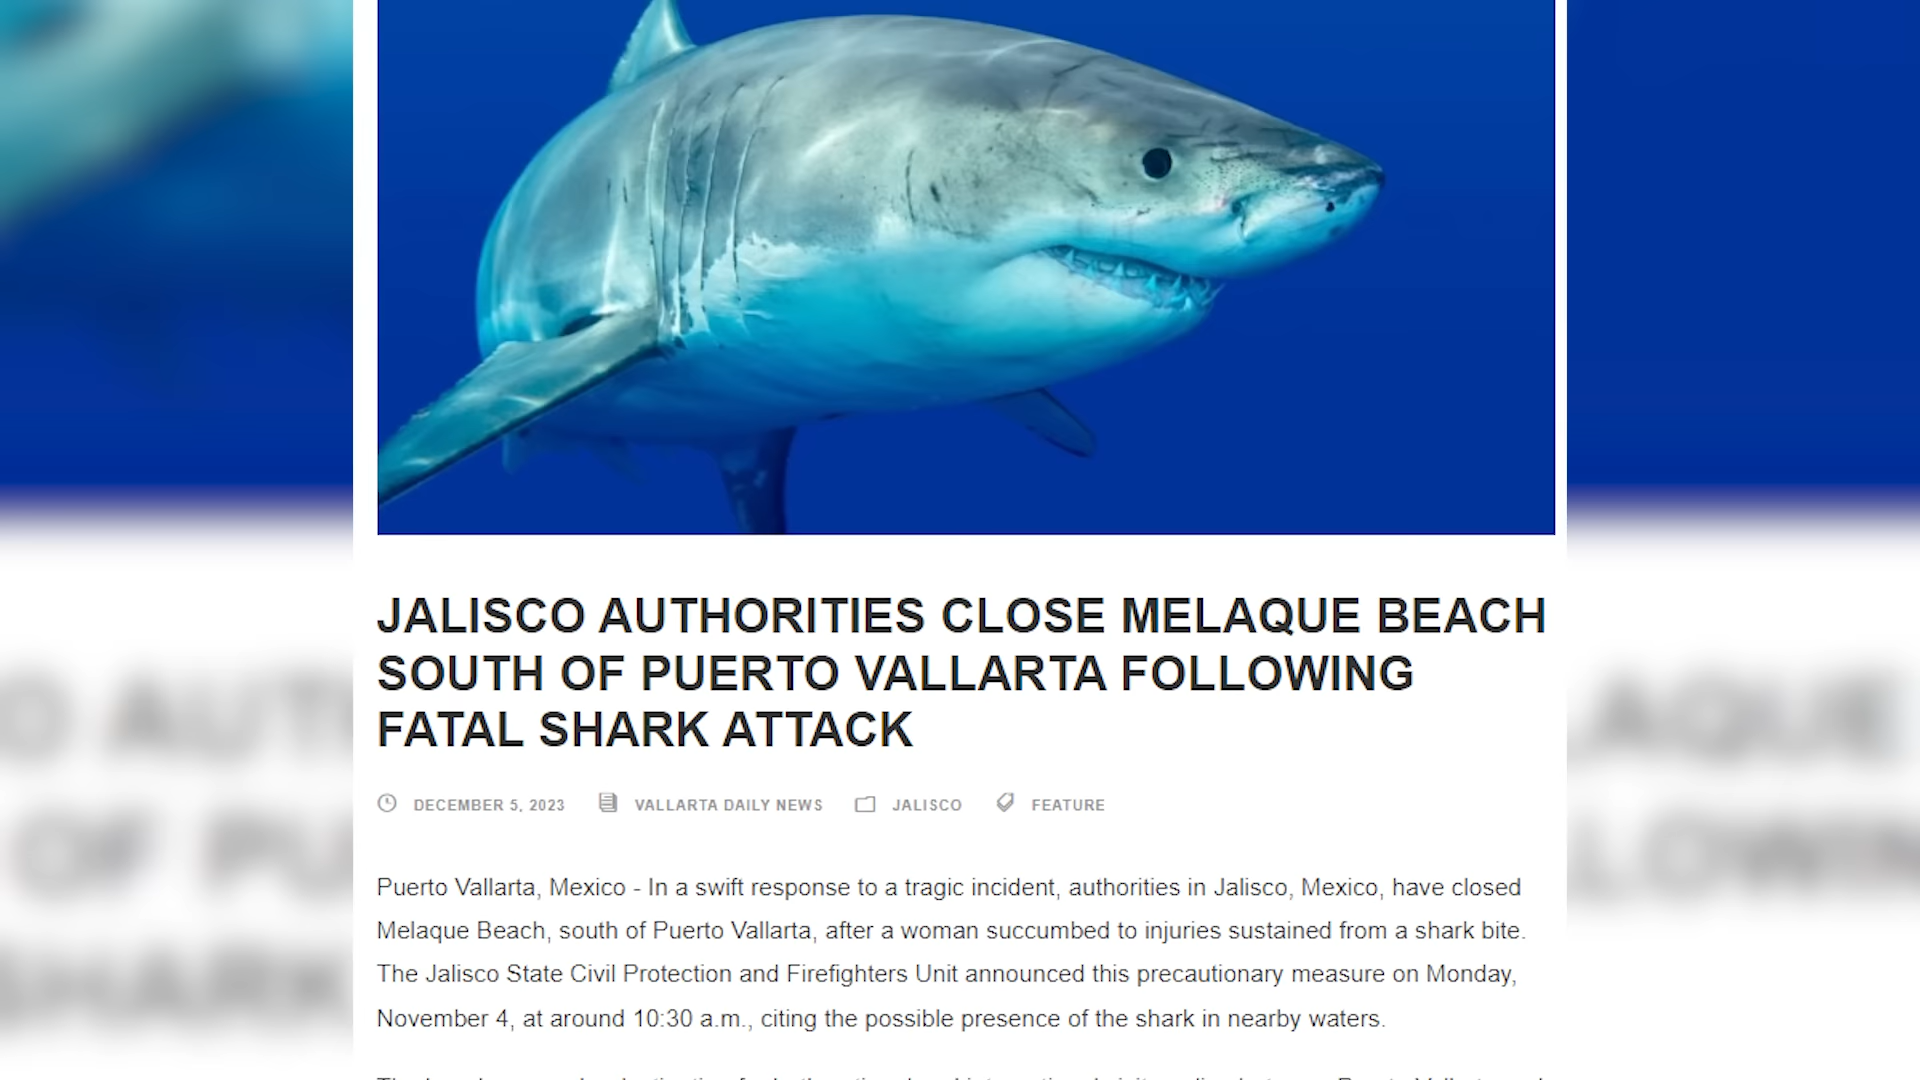 JALISCO AUTHORITIES CLOSE MELAQUE BEACH
SOUTH OF PUERTO VALLARTA FOLLOWING
FATAL SHARK ATTACK
DECEMBER 5, 2023 VALLARTA DAILY NEWS JALISCO FEATURE
Puerto Vallarta, Mexico - In a swift response to a tragic incident, authorities in Jalisco, Mexico, have closed
Melaque Beach, south of Puerto Vallarta, after a woman succumbed to injuries sustained from a shark bite.
The Jalisco State Civil Protection and Firefighters Unit announced this precautionary measure on Monday,
November 4, at around 10:30 a.m., citing the possible presence of the shark in nearby waters.